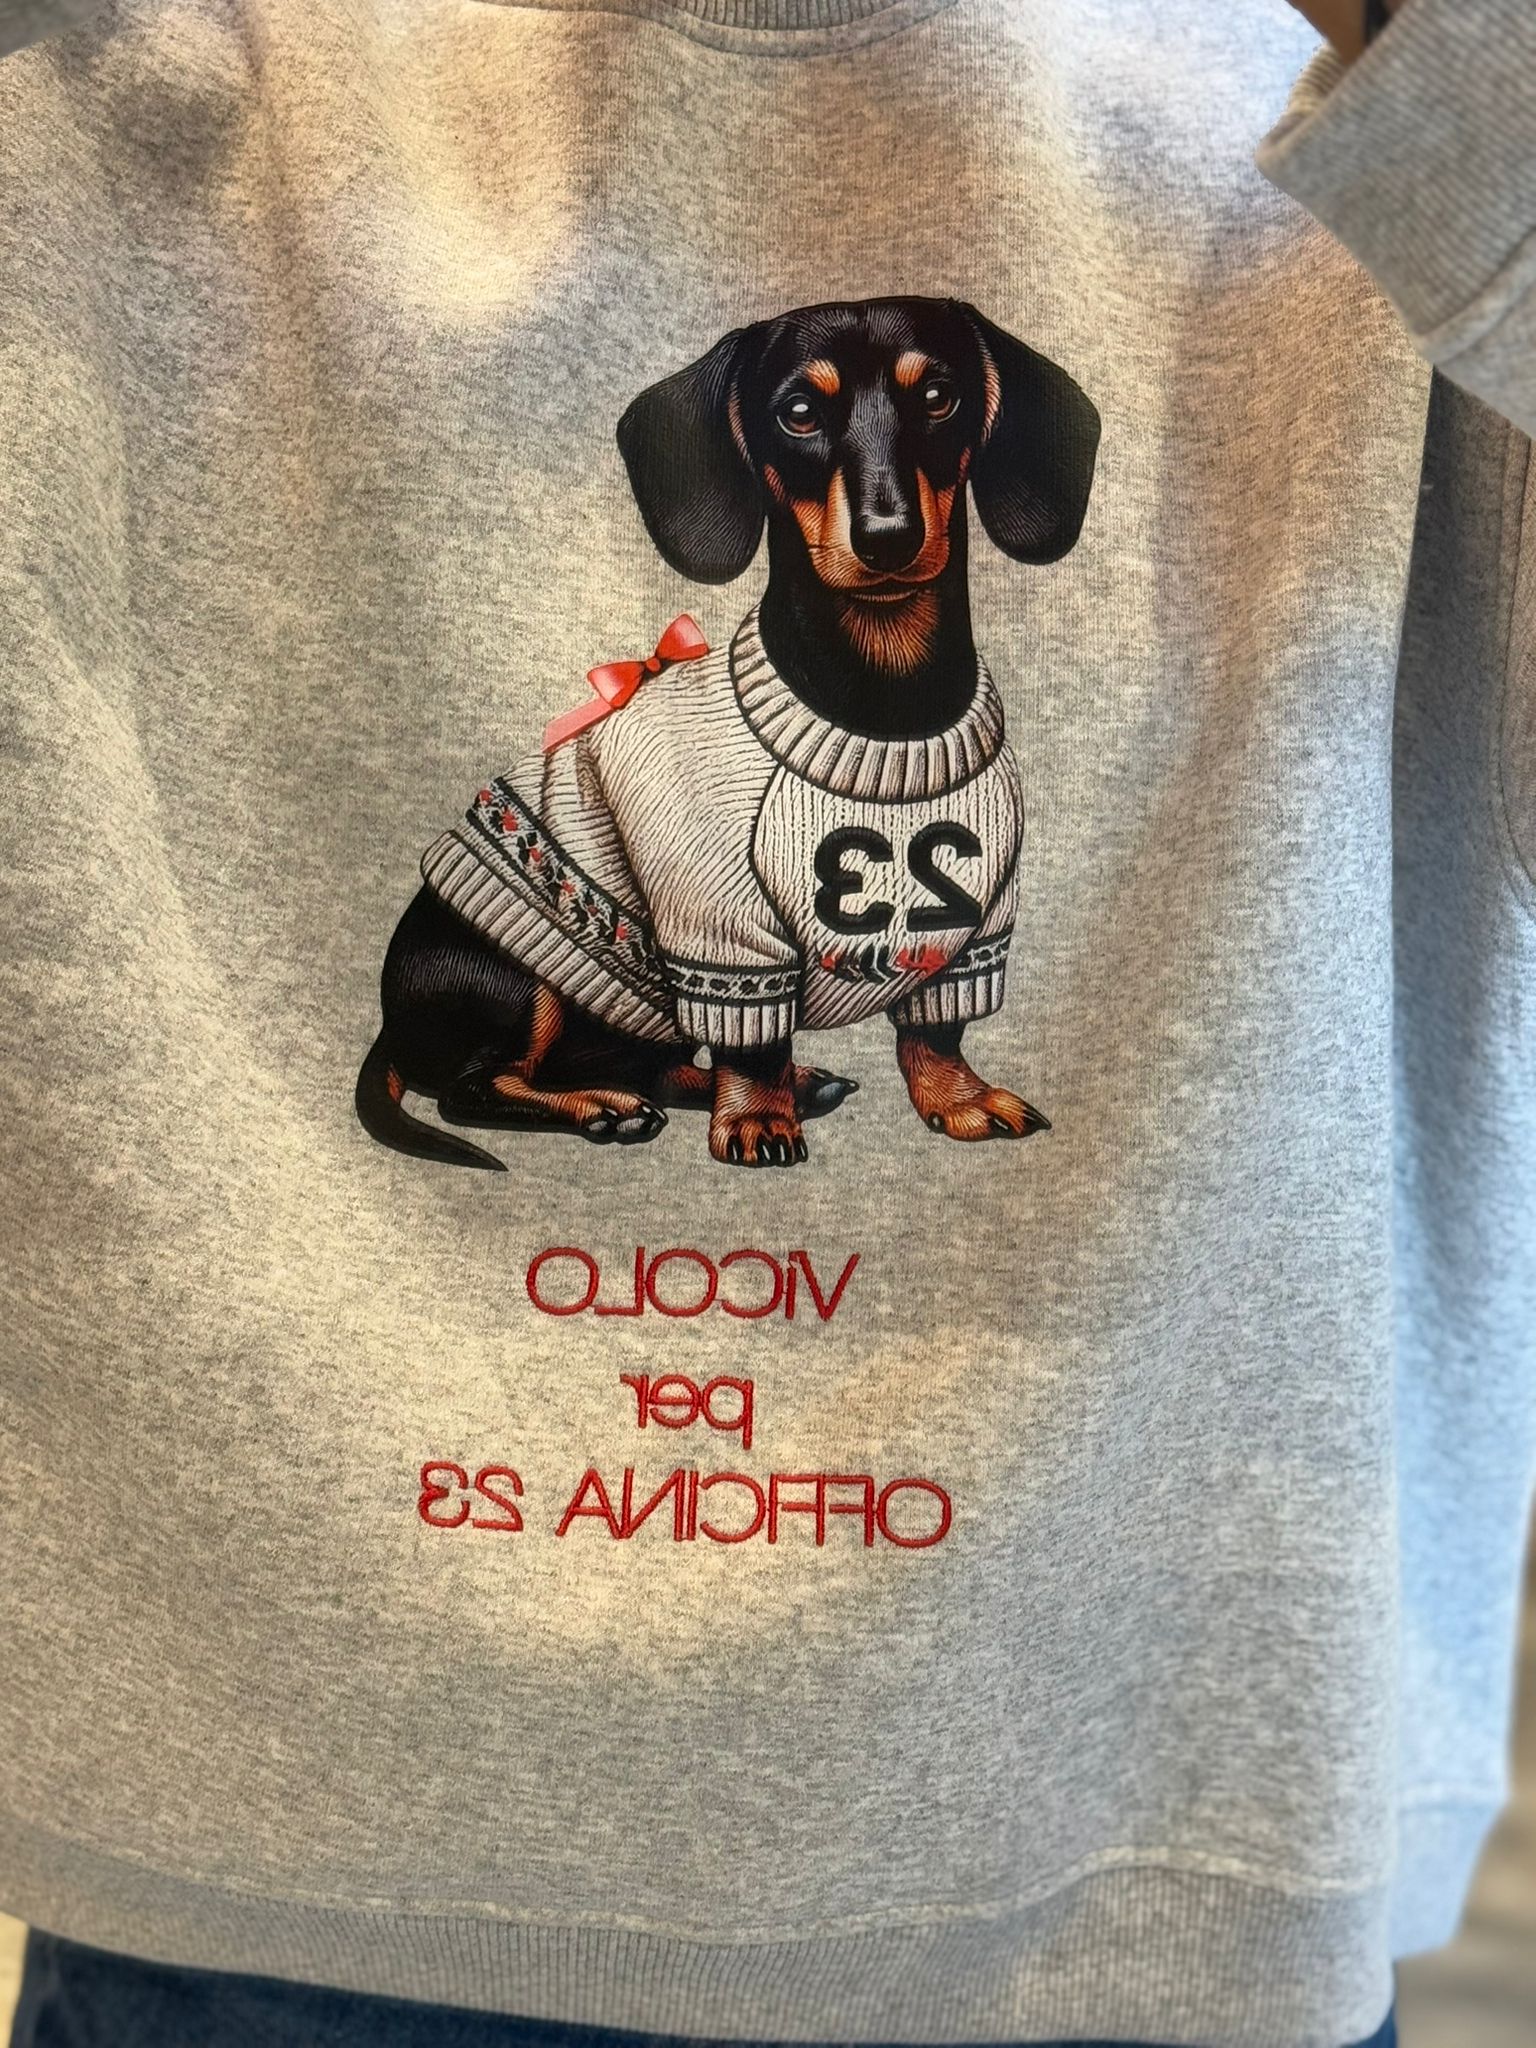 23
ViCOLO
per
OFFICINA 23